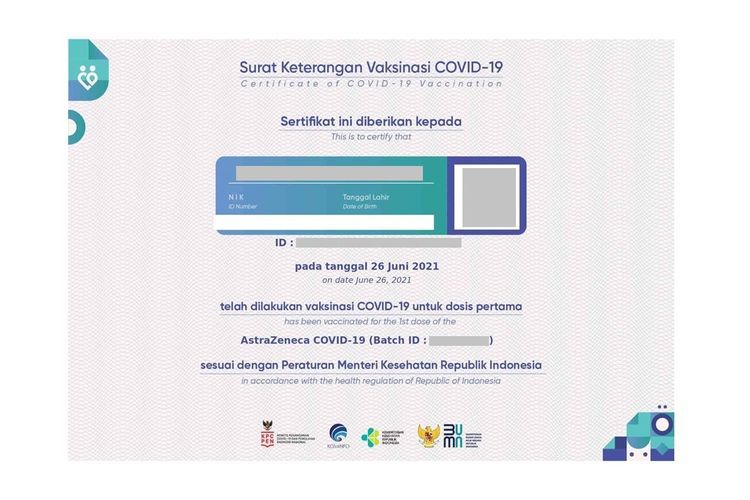 Surat Keterangan Vaksinasi COVID-19
Certificate of COVID-19 Vaccination
Sertifikat ini diberikan kepada
This is to certify that
NIK
Tanggal Lahir
ID Number
Date of Birth
ID :
pada tanggal 26 Juni 2021
on date June 26, 2021
telah dilakukan vaksinasi COVID-19 untuk dosis pertama
has been vaccinated for the 1st dose of the
AstraZeneca COVID-19 (Batch ID : )
sesuai dengan Peraturan Menteri Kesehatan Republik Indonesia
in accordance with the health regulation of Republic of Indonesia
KPC
PEN
KOMINFO
KEMENTERIAN
KESEHATAN
REPUBLIK
INDONESIA
BUMN